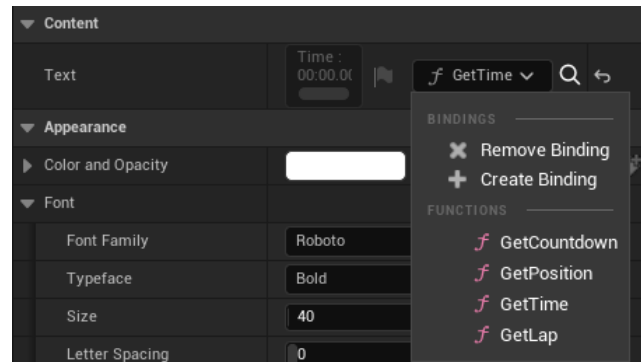 Content
Text
Time :
00:00.00
f GetTime
BINDINGS
Remove Binding
Create Binding
FUNCTIONS
f GetCountdown
f GetPosition
f GetTime
f GetLap
Appearance
Color and Opacity
Font
Font Family Roboto
Typeface Bold
Size 40
Letter Spacing 0